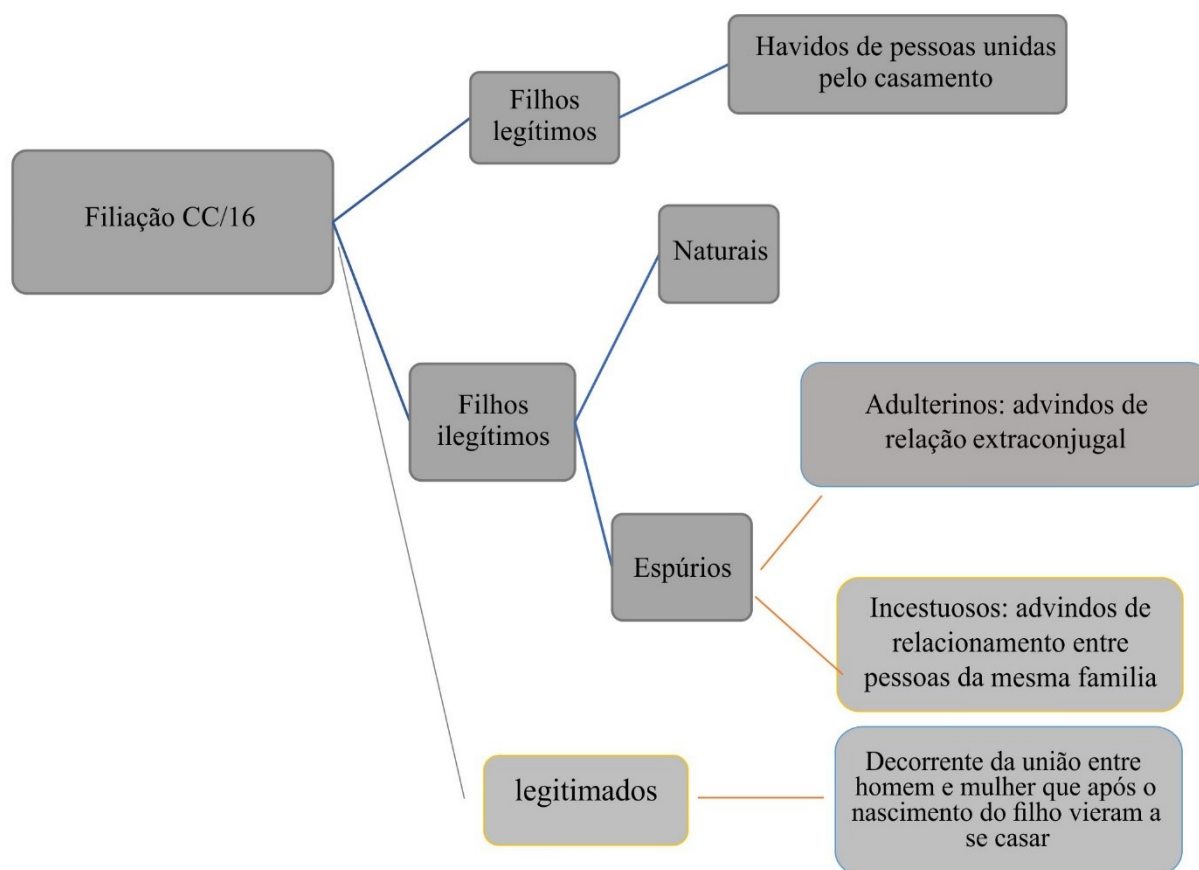 Havidos de pessoas unidas
pelo casamento
Filhos
legítimos
Filiação CC/16
Naturais
Filhos
ilegítimos
Adulterinos: advindos de
relação extraconjugal
Espúrios
Incestuosos: advindos de
relacionamento entre
pessoas da mesma familia
legitimados
Decorrente da união entre
homem e mulher que após o
nascimento do filho vieram a
se casar